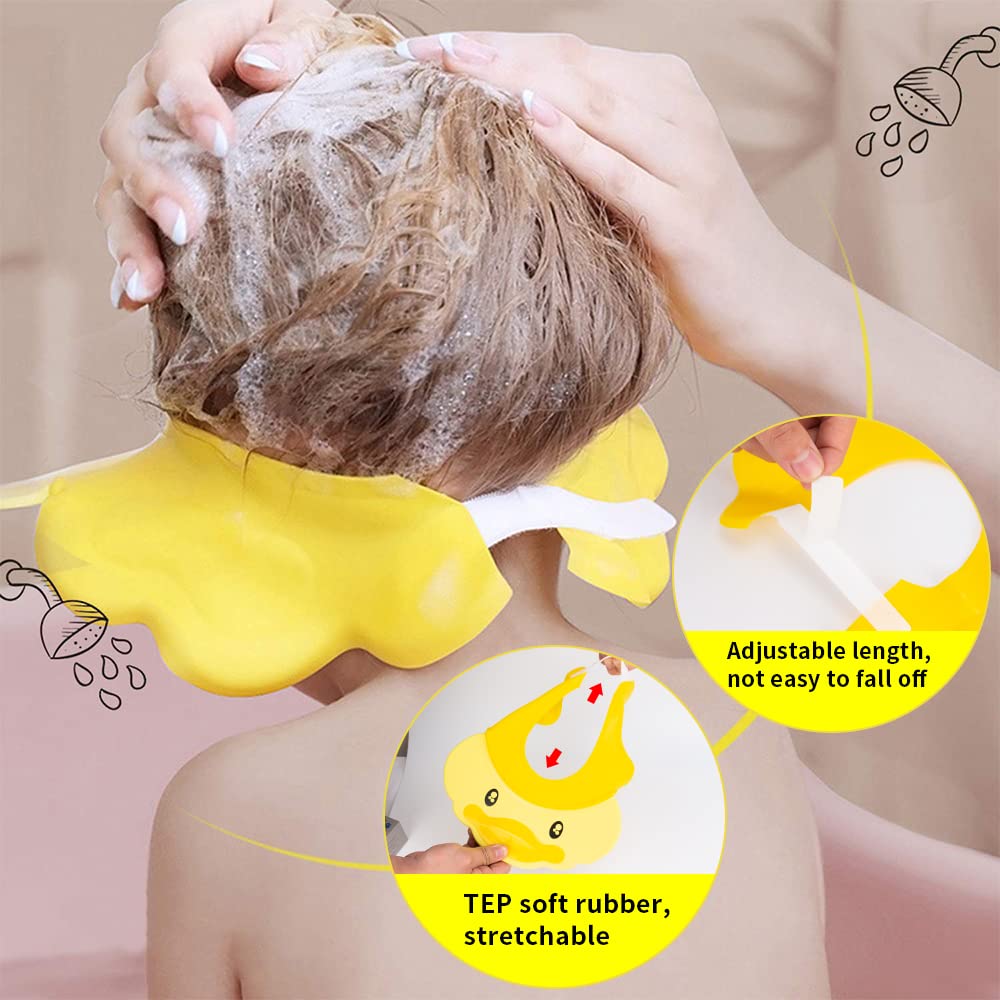 Adjustable length,
not easy to fall off
TEP soft rubber,
stretchable